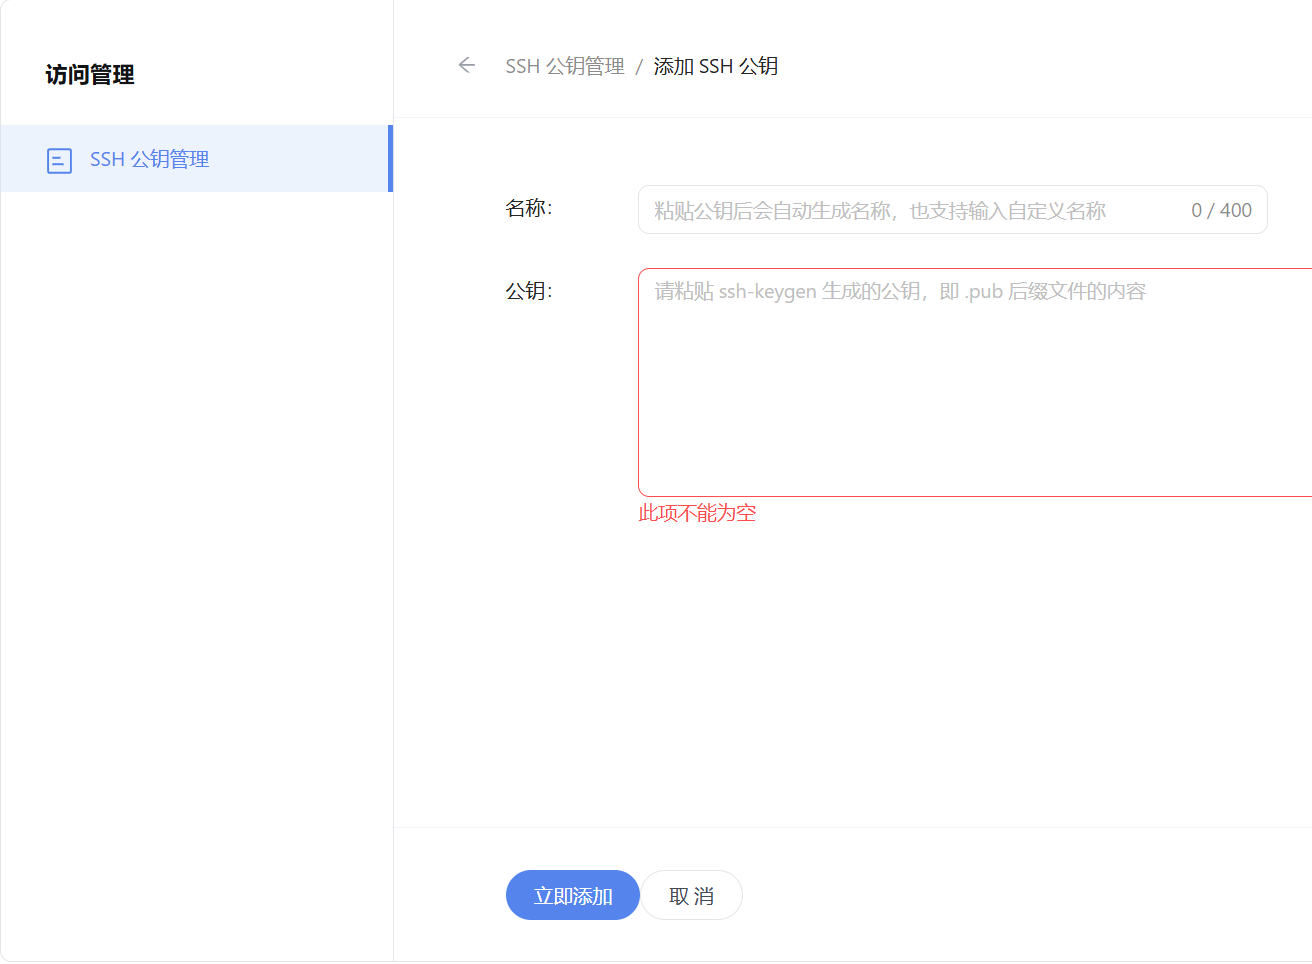 访问管理
SSH 公钥管理
SSH 公钥管理 / 添加 SSH 公钥
名称:
粘贴公钥后会自动生成名称，也支持输入自定义名称 0 / 400
公钥:
请粘贴 ssh-keygen 生成的公钥，即 .pub 后缀文件的内容
此项不能为空
立即添加 取 消